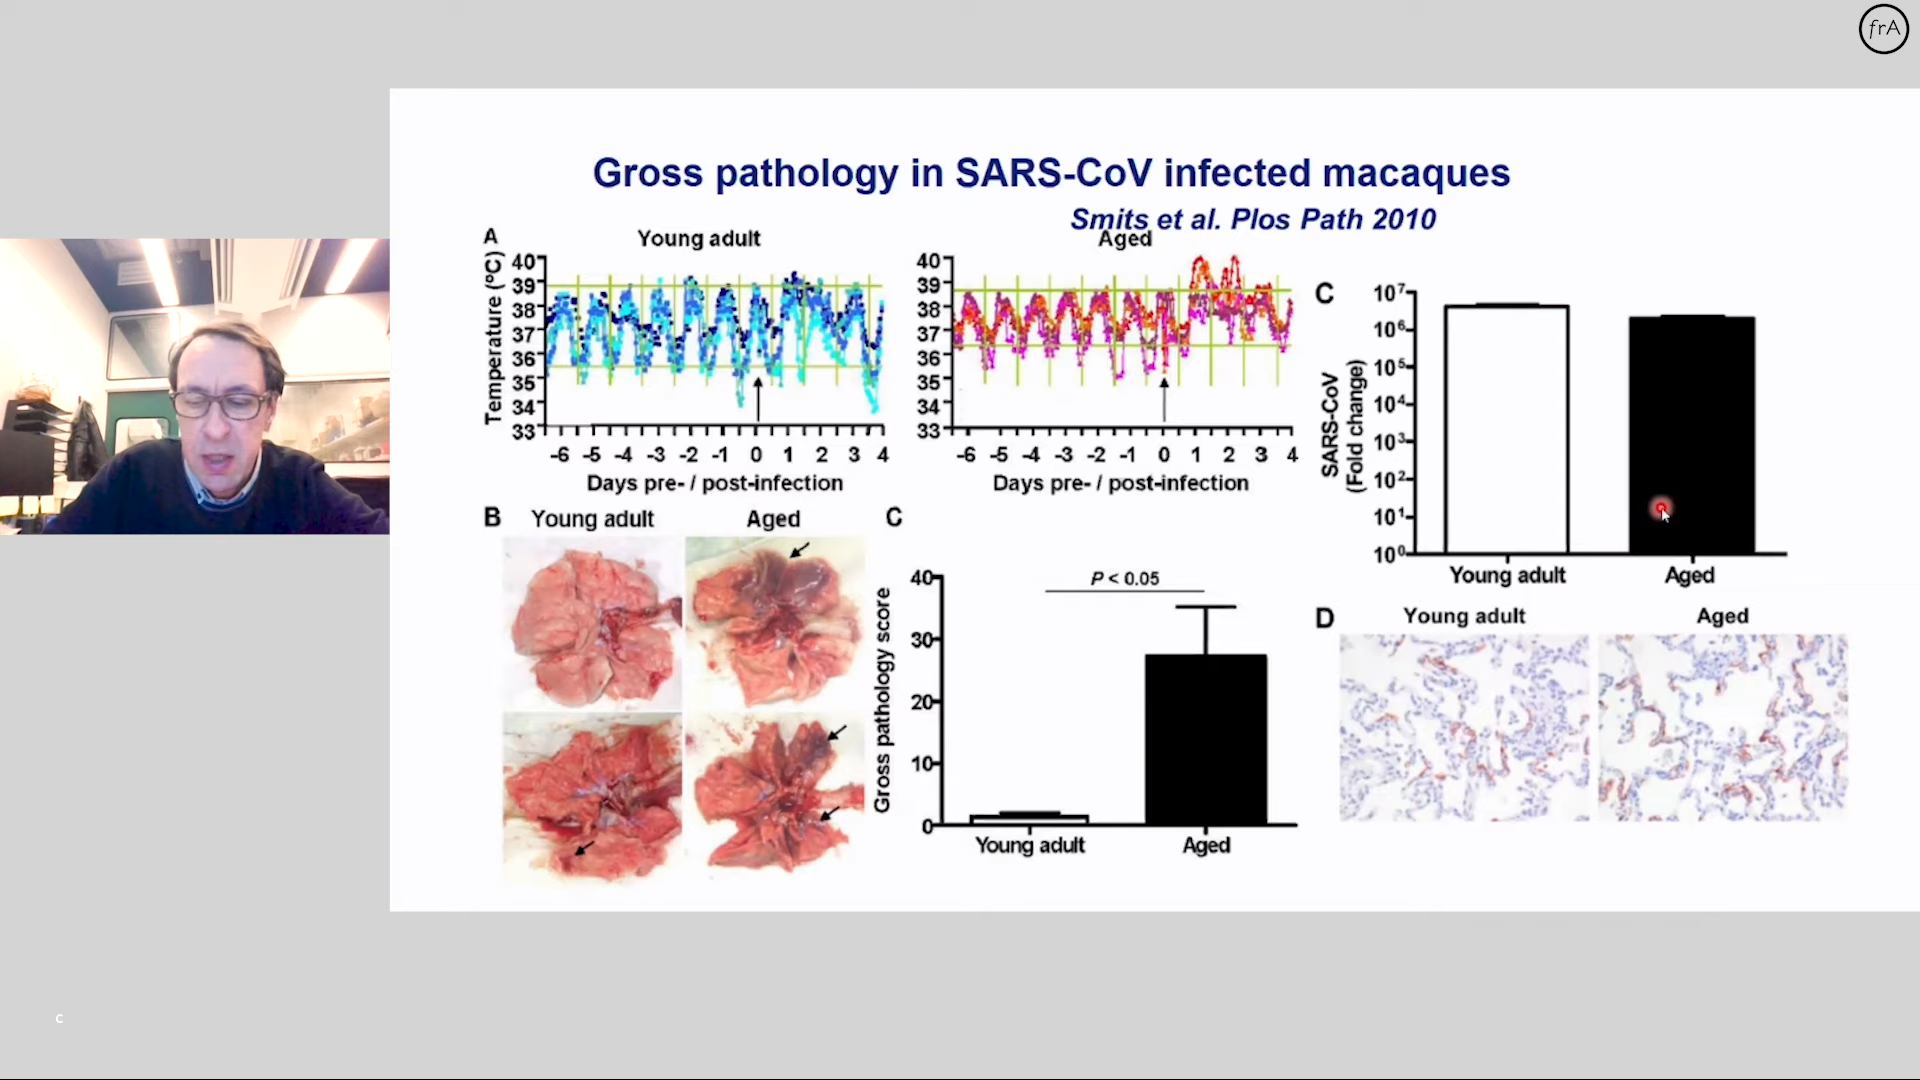 frA
Gross pathology in SARS-CoV infected macaques
Smits et al. Plos Path 2010
A
Young adult
Aged
Temperature (ºC)
40
39
38
37
36
35
34
33
-6 -5 -4 -3 -2 -1 0 1 2 3 4
Days pre- / post-infection
40
39
38
37
36
35
34
33
-6 -5 -4 -3 -2 -1 0 1 2 3 4
Days pre- / post-infection
C
SARS-CoV
(Fold change)
10⁷
10⁶
10⁵
10⁴
10³
10²
10¹
10⁰
Young adult
Aged
B
Young adult
Aged
C
Gross pathology score
40
30
20
10
0
P < 0.05
Young adult
Aged
D
Young adult
Aged
c